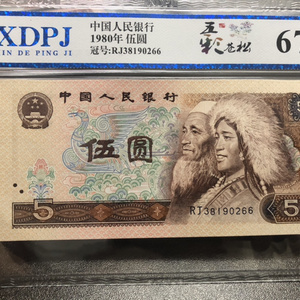 XDPJ
IN DE PING JI
中国人民银行
1980年 伍圆
冠号:RJ38190266
五彩苍松
67
中国人民银行
伍圆
RJ38190266
5
5